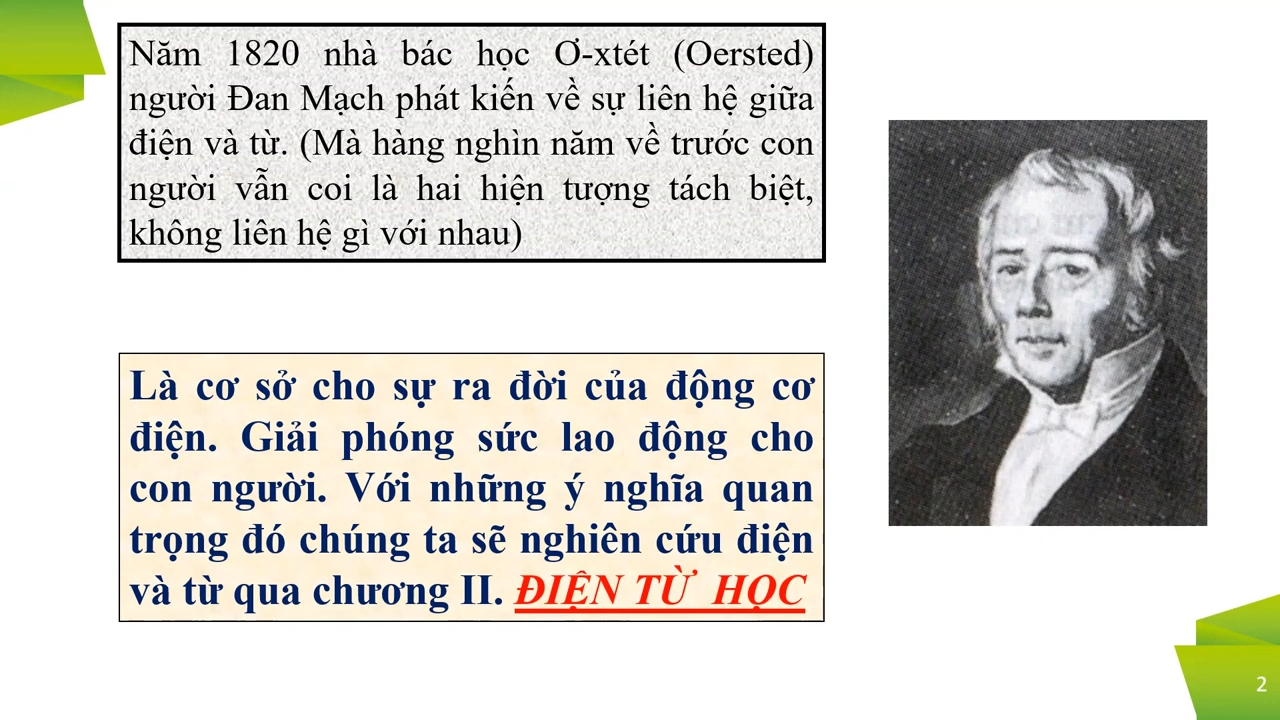 Năm 1820 nhà bác học Ơ-xtét (Oersted)
người Đan Mạch phát kiến về sự liên hệ giữa
điện và từ. (Mà hàng nghìn năm về trước con
người vẫn coi là hai hiện tượng tách biệt,
không liên hệ gì với nhau)
Là cơ sở cho sự ra đời của động cơ
điện. Giải phóng sức lao động cho
con người. Với những ý nghĩa quan
trọng đó chúng ta sẽ nghiên cứu điện
và từ qua chương II. ĐIỆN TỪ HỌC
2